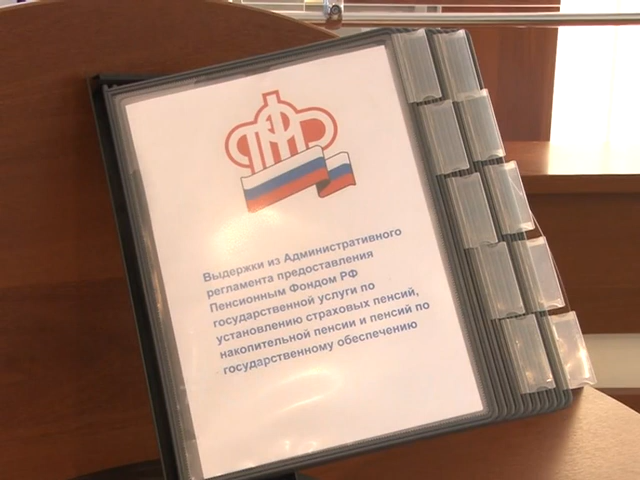 ПФР
Выдержки из Административного
регламента предоставления
Пенсионным Фондом РФ
государственной услуги по
установлению страховых пенсий,
накопительной пенсии и пенсий по
государственному обеспечению